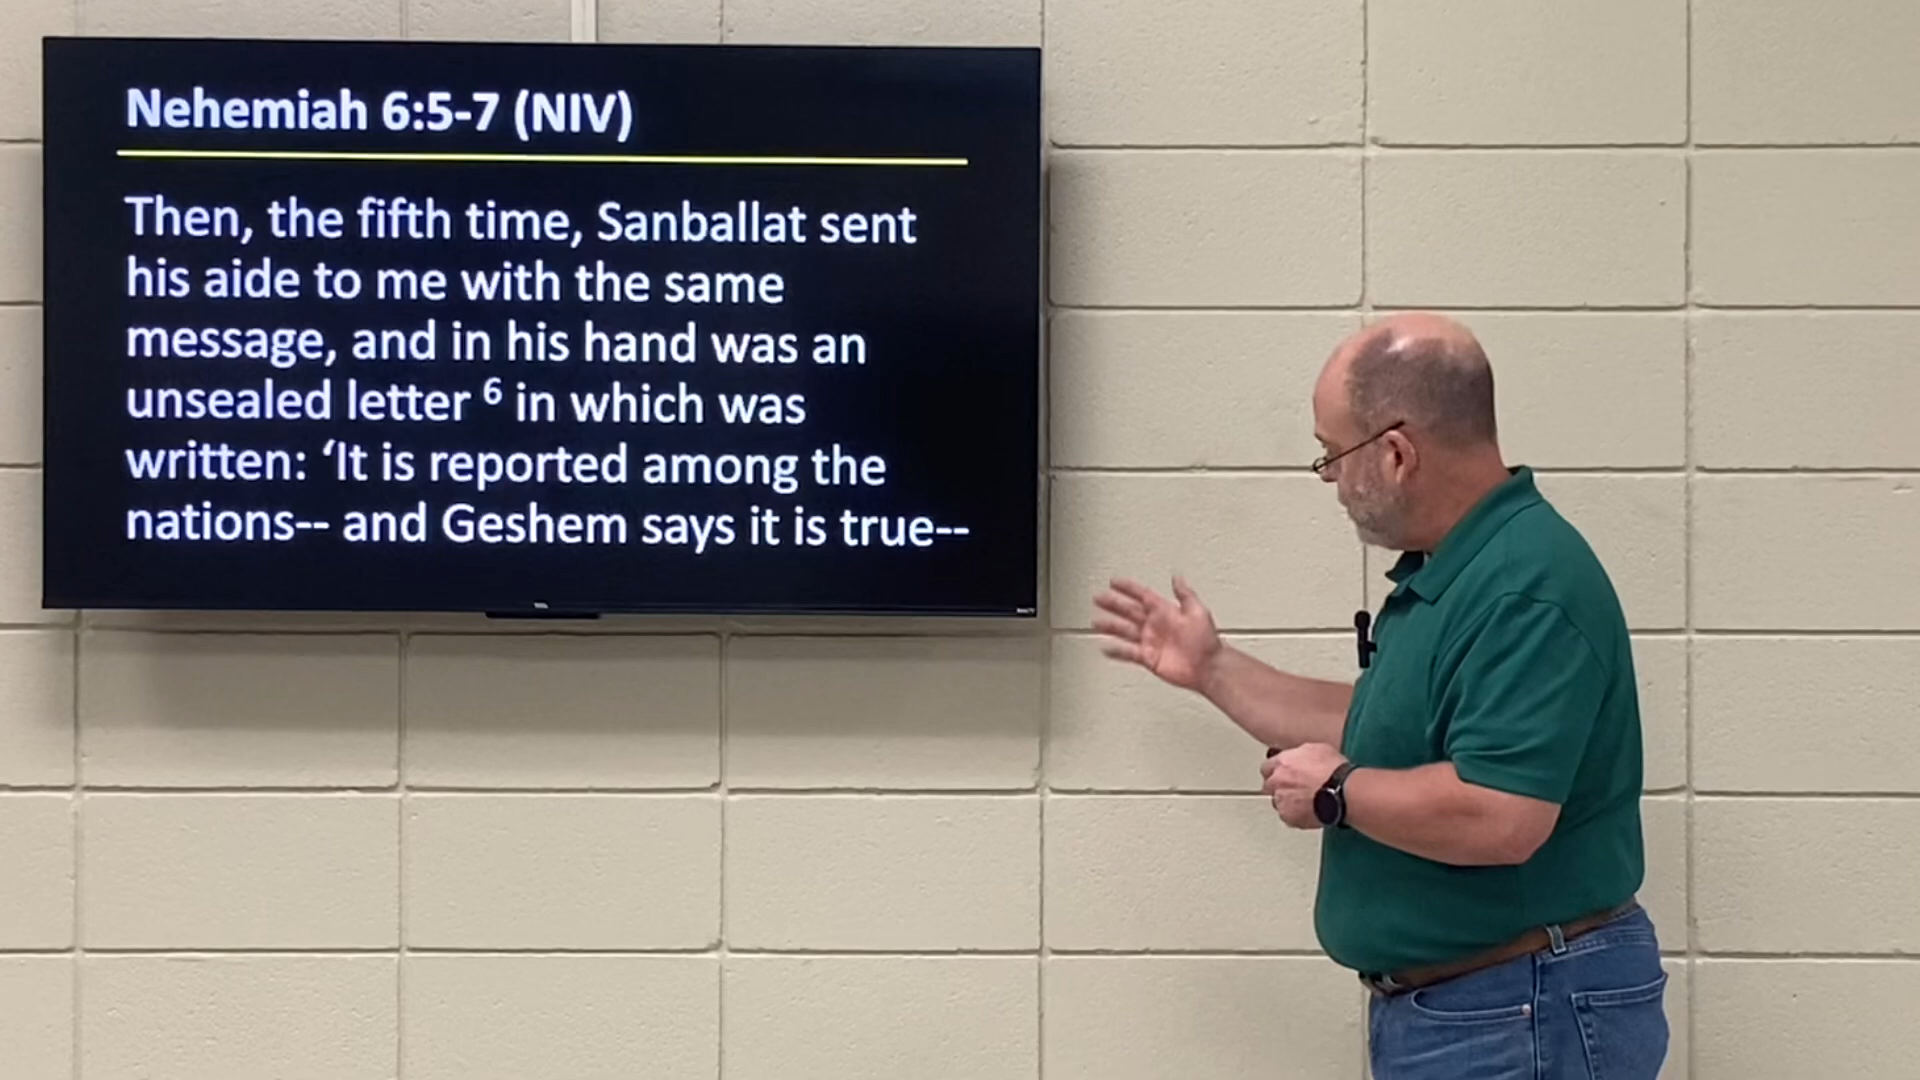 Nehemiah 6:5-7 (NIV)
Then, the fifth time, Sanballat sent
his aide to me with the same
message, and in his hand was an
unsealed letter ⁶ in which was
written: ‘It is reported among the
nations-- and Geshem says it is true--